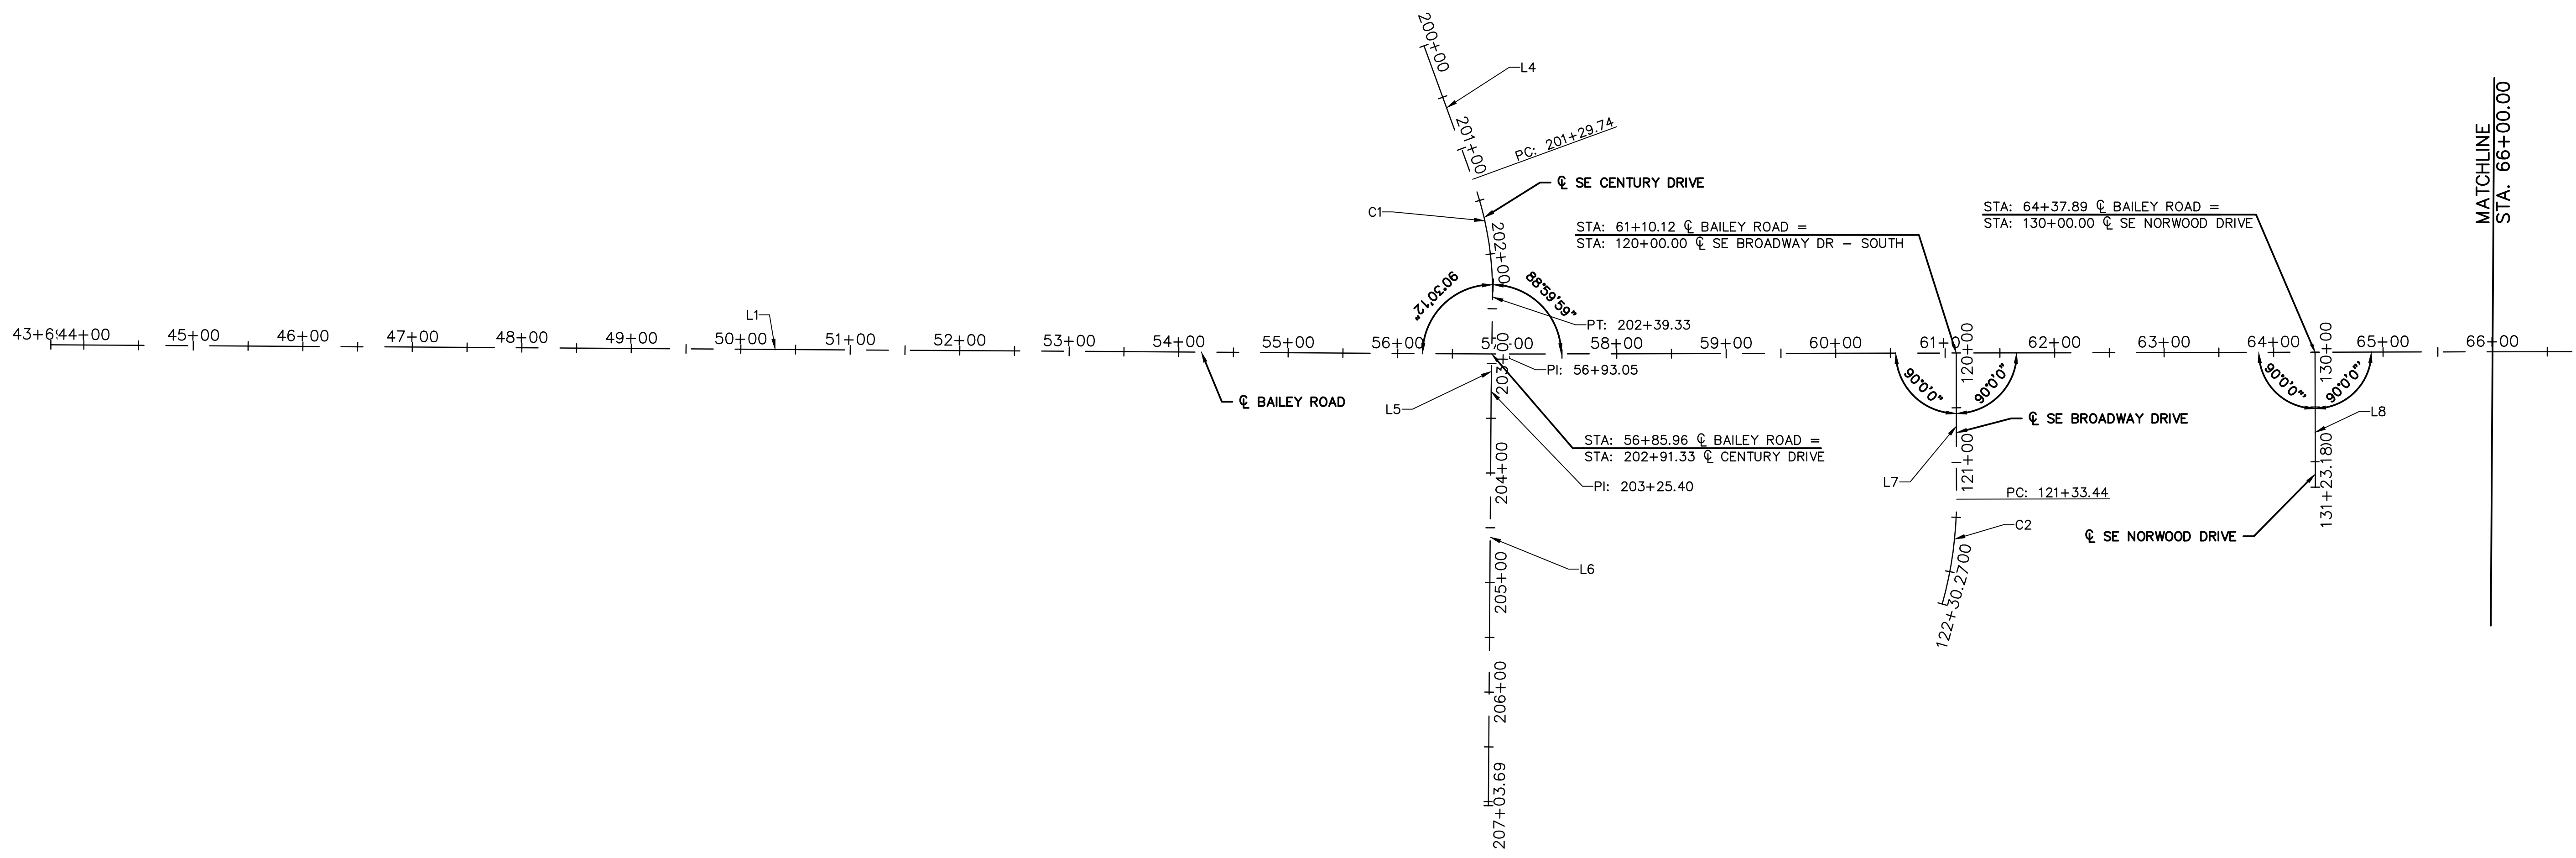 200+00
L4
201+00
PC: 201+29.74
℄ SE CENTURY DRIVE
C1
202+00
MATCHLINE
STA. 66+00.00
STA: 64+37.89 ℄ BAILEY ROAD =
STA: 130+00.00 ℄ SE NORWOOD DRIVE
STA: 61+10.12 ℄ BAILEY ROAD =
STA: 120+00.00 ℄ SE BROADWAY DR - SOUTH
90°30'12"
88°59'59"
L1
PT: 202+39.33
44+00
45+00
46+00
47+00
48+00
49+00
50+00
51+00
52+00
53+00
54+00
55+00
56+00
58+00
59+00
60+00
61+00
62+00
63+00
64+00
65+00
66+00
203+00
120+00
130+00
PI: 56+93.05
90°0'0"
90°0'0"
90°0'0"
90°0'0"
℄ BAILEY ROAD
L5
℄ SE BROADWAY DRIVE
L8
STA: 56+85.96 ℄ BAILEY ROAD =
STA: 202+91.33 ℄ CENTURY DRIVE
204+00
PI: 203+25.40
121+00
L7
PC: 121+33.44
131+23.18
C2
℄ SE NORWOOD DRIVE
L6
205+00
122+30.27
206+00
207+03.69